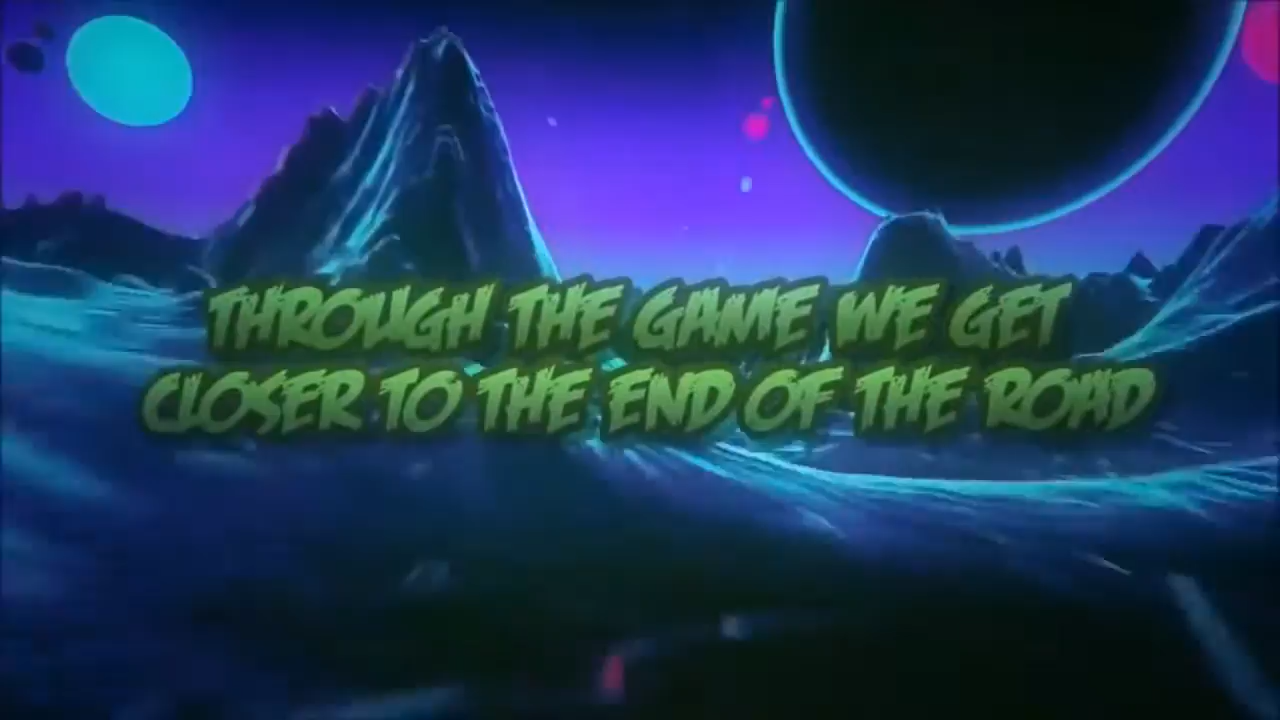 THROUGH THE GAME WE GET
CLOSER TO THE END OF THE ROAD